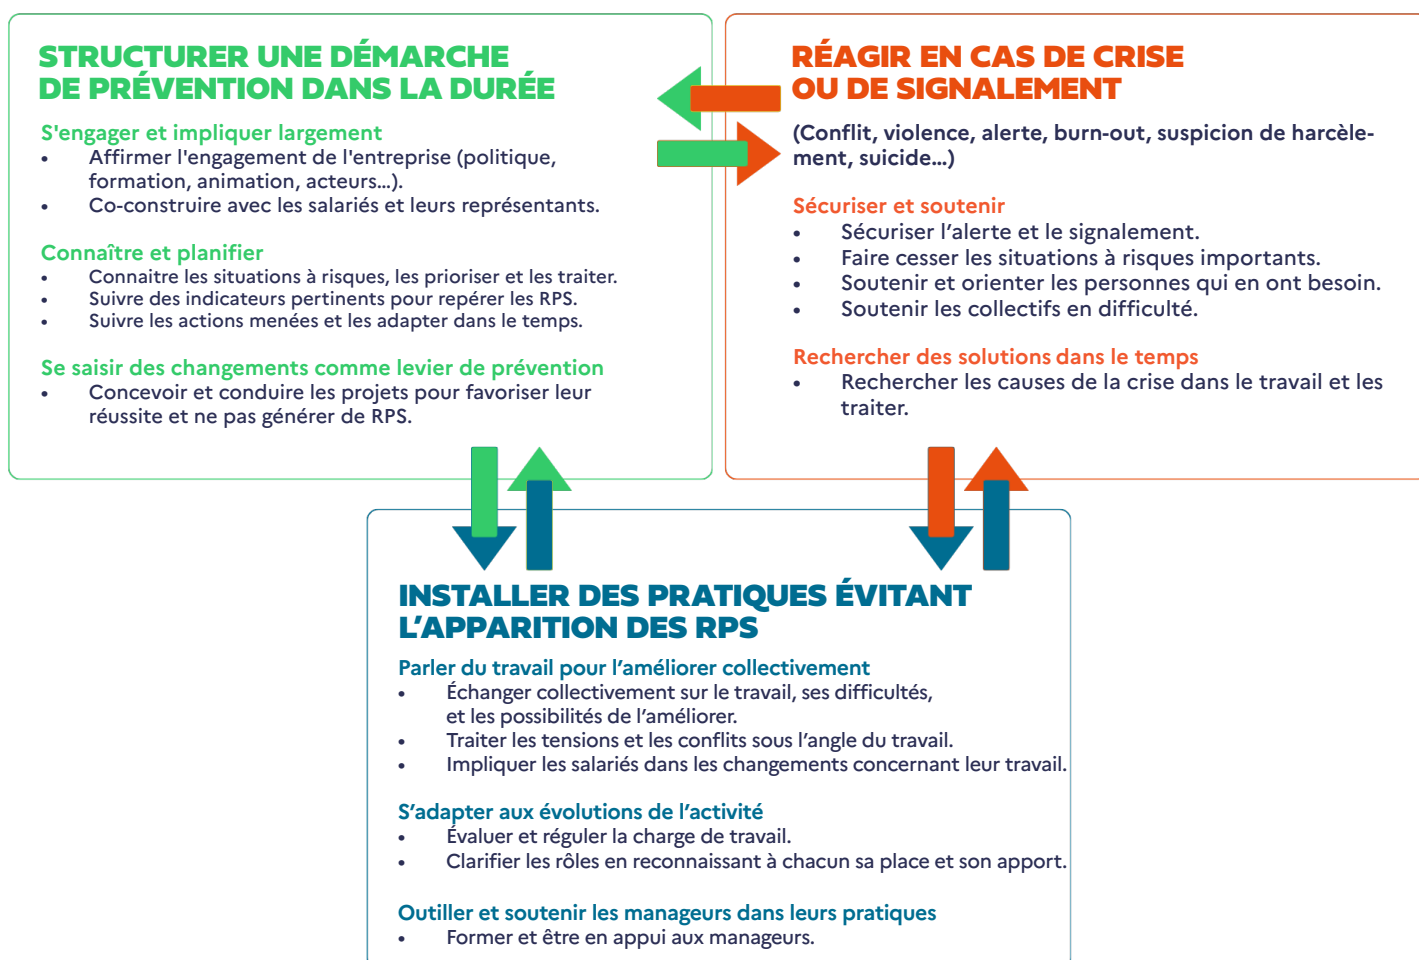 STRUCTURER UNE DÉMARCHE
DE PRÉVENTION DANS LA DURÉE
S'engager et impliquer largement
• Affirmer l'engagement de l'entreprise (politique,
formation, animation, acteurs…).
• Co-construire avec les salariés et leurs représentants.
Connaître et planifier
• Connaitre les situations à risques, les prioriser et les traiter.
• Suivre des indicateurs pertinents pour repérer les RPS.
• Suivre les actions menées et les adapter dans le temps.
Se saisir des changements comme levier de prévention
• Concevoir et conduire les projets pour favoriser leur
réussite et ne pas générer de RPS.
RÉAGIR EN CAS DE CRISE
OU DE SIGNALEMENT
(Conflit, violence, alerte, burn-out, suspicion de harcèle-
ment, suicide…)
Sécuriser et soutenir
• Sécuriser l’alerte et le signalement.
• Faire cesser les situations à risques importants.
• Soutenir et orienter les personnes qui en ont besoin.
• Soutenir les collectifs en difficulté.
Rechercher des solutions dans le temps
• Rechercher les causes de la crise dans le travail et les
traiter.
INSTALLER DES PRATIQUES ÉVITANT
L’APPARITION DES RPS
Parler du travail pour l’améliorer collectivement
• Échanger collectivement sur le travail, ses difficultés,
et les possibilités de l’améliorer.
• Traiter les tensions et les conflits sous l’angle du travail.
• Impliquer les salariés dans les changements concernant leur travail.
S’adapter aux évolutions de l’activité
• Évaluer et réguler la charge de travail.
• Clarifier les rôles en reconnaissant à chacun sa place et son apport.
Outiller et soutenir les manageurs dans leurs pratiques
• Former et être en appui aux manageurs.